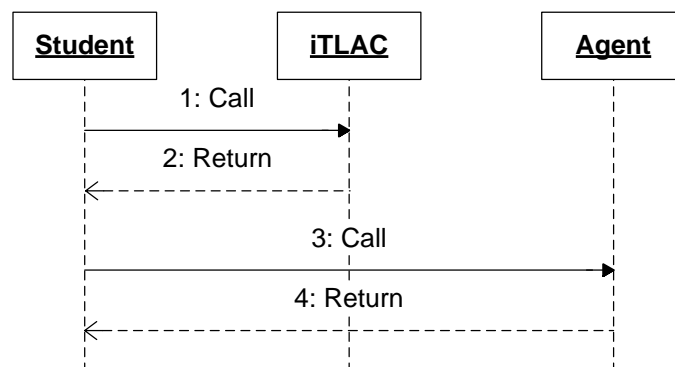 Student
iTLAC
Agent
1: Call
2: Return
3: Call
4: Return